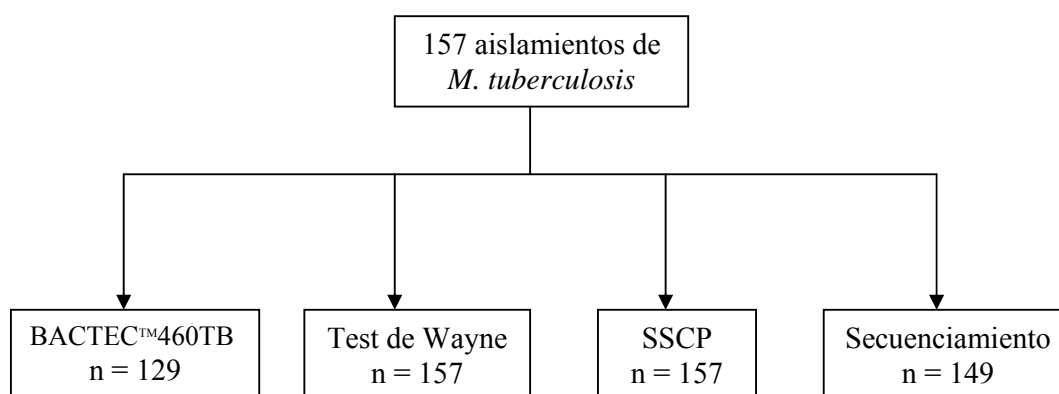 157 aislamientos de
M. tuberculosis
BACTEC™460TB
n = 129
Test de Wayne
n = 157
SSCP
n = 157
Secuenciamiento
n = 149